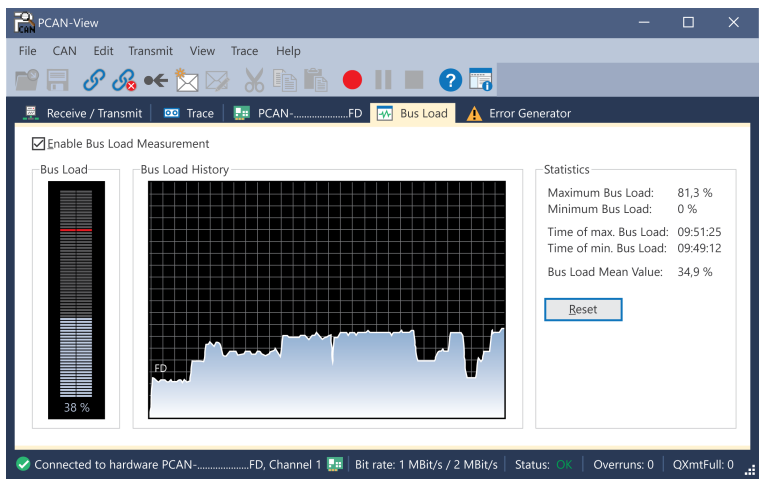 PCAN-View
File CAN Edit Transmit View Trace Help
Receive / Transmit Trace PCAN-.....................FD Bus Load Error Generator
Enable Bus Load Measurement
Bus Load
38 %
Bus Load History
FD
Statistics
Maximum Bus Load: 81,3 %
Minimum Bus Load: 0 %
Time of max. Bus Load: 09:51:25
Time of min. Bus Load: 09:49:12
Bus Load Mean Value: 34,9 %
Reset
Connected to hardware PCAN-....................FD, Channel 1 Bit rate: 1 MBit/s / 2 MBit/s Status: OK Overruns: 0 QXmtFull: 0